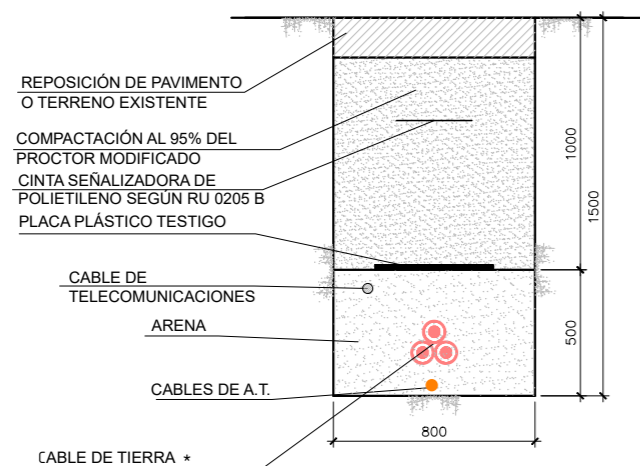 REPOSICIÓN DE PAVIMENTO
O TERRENO EXISTENTE
COMPACTACIÓN AL 95% DEL
PROCTOR MODIFICADO
CINTA SEÑALIZADORA DE
POLIETILENO SEGÚN RU 0205 B
PLACA PLÁSTICO TESTIGO
CABLE DE
TELECOMUNICACIONES
ARENA
CABLES DE A.T.
CABLE DE TIERRA *
1000
1500
500
800